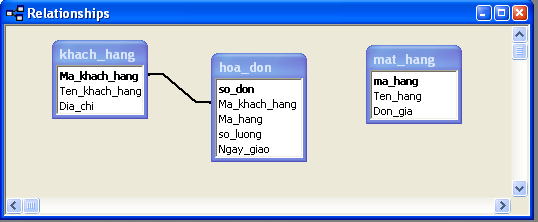 Relationships
khach_hang
Ma_khach_hang
Ten_khach_hang
Dia_chi
hoa_don
so_don
Ma_khach_hang
Ma_hang
so_luong
Ngay_giao
mat_hang
ma_hang
Ten_hang
Don_gia